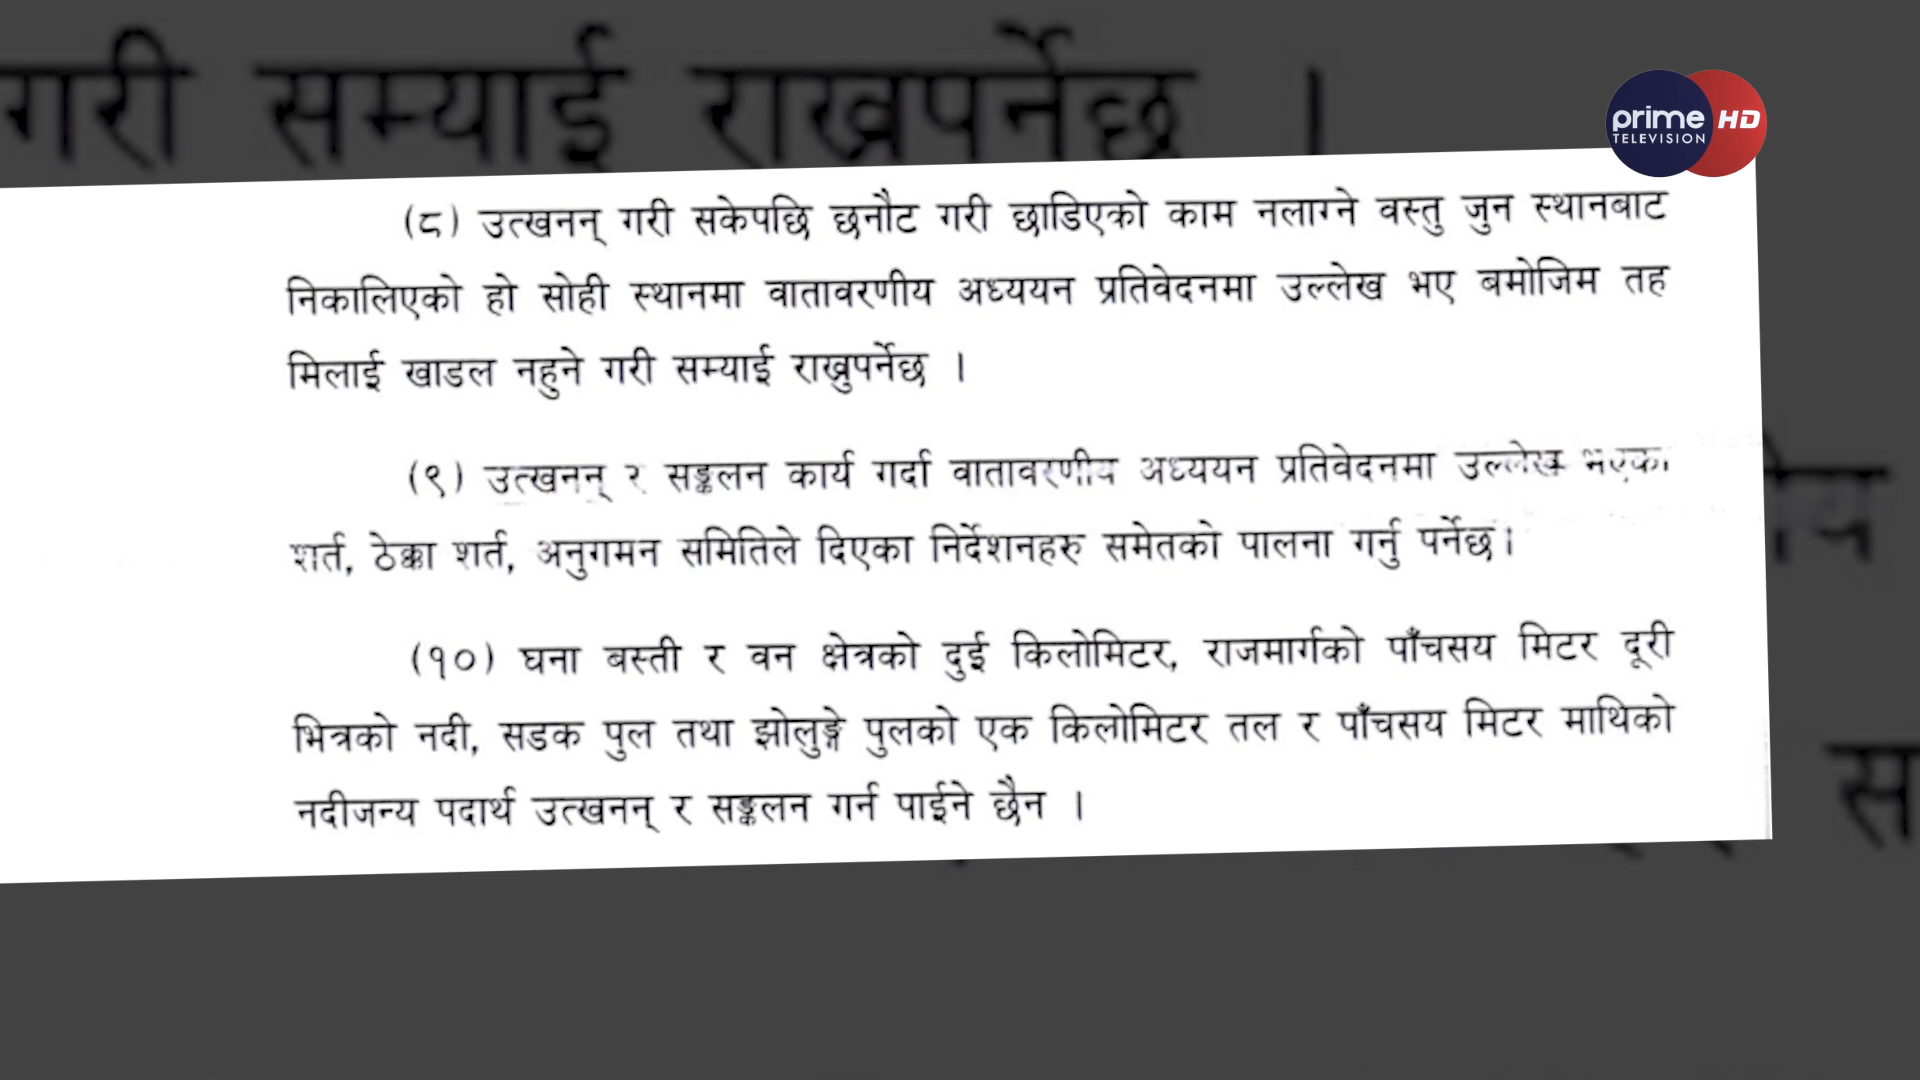 गरी सम्याई राख्नुपर्नेछ ।
prime HD
TELEVISION
(८) उत्खनन् गरी सकेपछि छनौट गरी छाडिएको काम नलाग्ने वस्तु जुन स्थानबाट
निकालिएको हो सोही स्थानमा वातावरणीय अध्ययन प्रतिवेदनमा उल्लेख भए बमोजिम तह
मिलाई खाडल नहुने गरी सम्याई राख्नुपर्नेछ ।
(९) उत्खनन् र सङ्कलन कार्य गर्दा वातावरणीय अध्ययन प्रतिवेदनमा उल्लेख भएका
शर्त, ठेक्का शर्त, अनुगमन समितिले दिएका निर्देशनहरु समेतको पालना गर्नु पर्नेछ।
(१०) घना बस्ती र वन क्षेत्रको दुई किलोमिटर, राजमार्गको पाँचसय मिटर दूरी
भित्रको नदी, सडक पुल तथा झोलुङ्गे पुलको एक किलोमिटर तल र पाँचसय मिटर माथिको
नदीजन्य पदार्थ उत्खनन् र सङ्कलन गर्न पाईने छैन ।